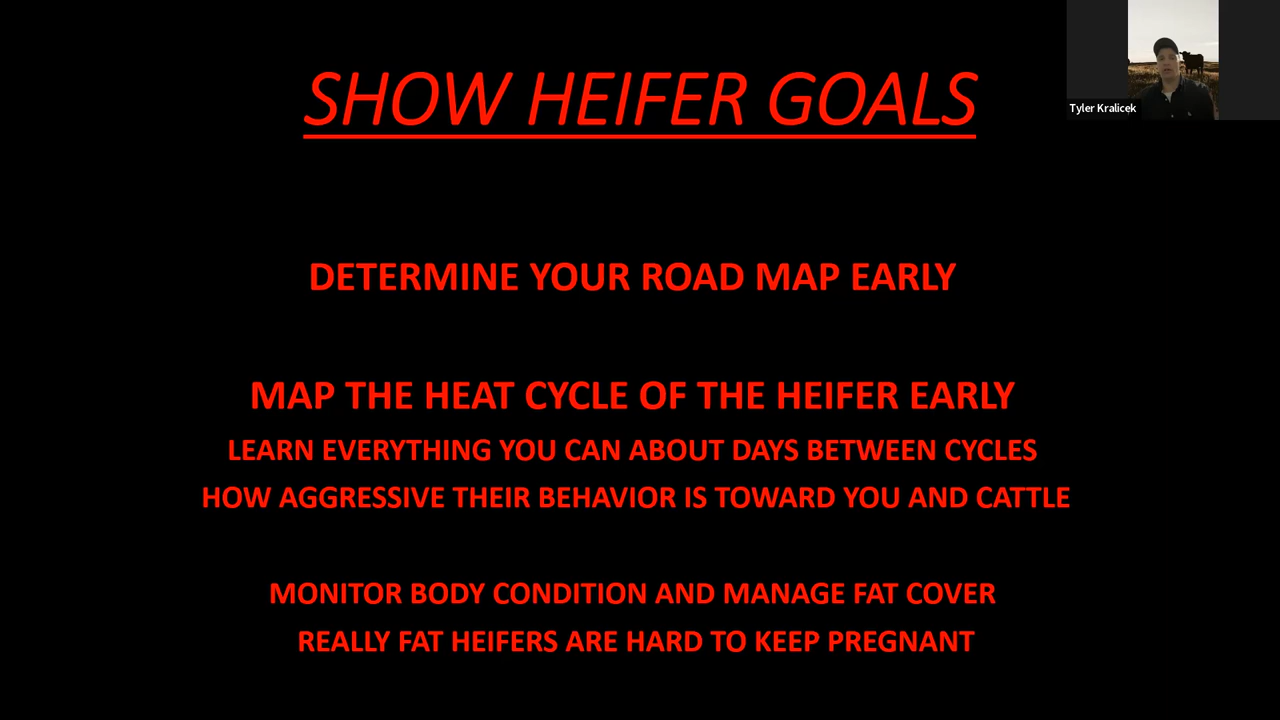 SHOW HEIFER GOALS
Tyler Kralicek
DETERMINE YOUR ROAD MAP EARLY
MAP THE HEAT CYCLE OF THE HEIFER EARLY
LEARN EVERYTHING YOU CAN ABOUT DAYS BETWEEN CYCLES
HOW AGGRESSIVE THEIR BEHAVIOR IS TOWARD YOU AND CATTLE
MONITOR BODY CONDITION AND MANAGE FAT COVER
REALLY FAT HEIFERS ARE HARD TO KEEP PREGNANT